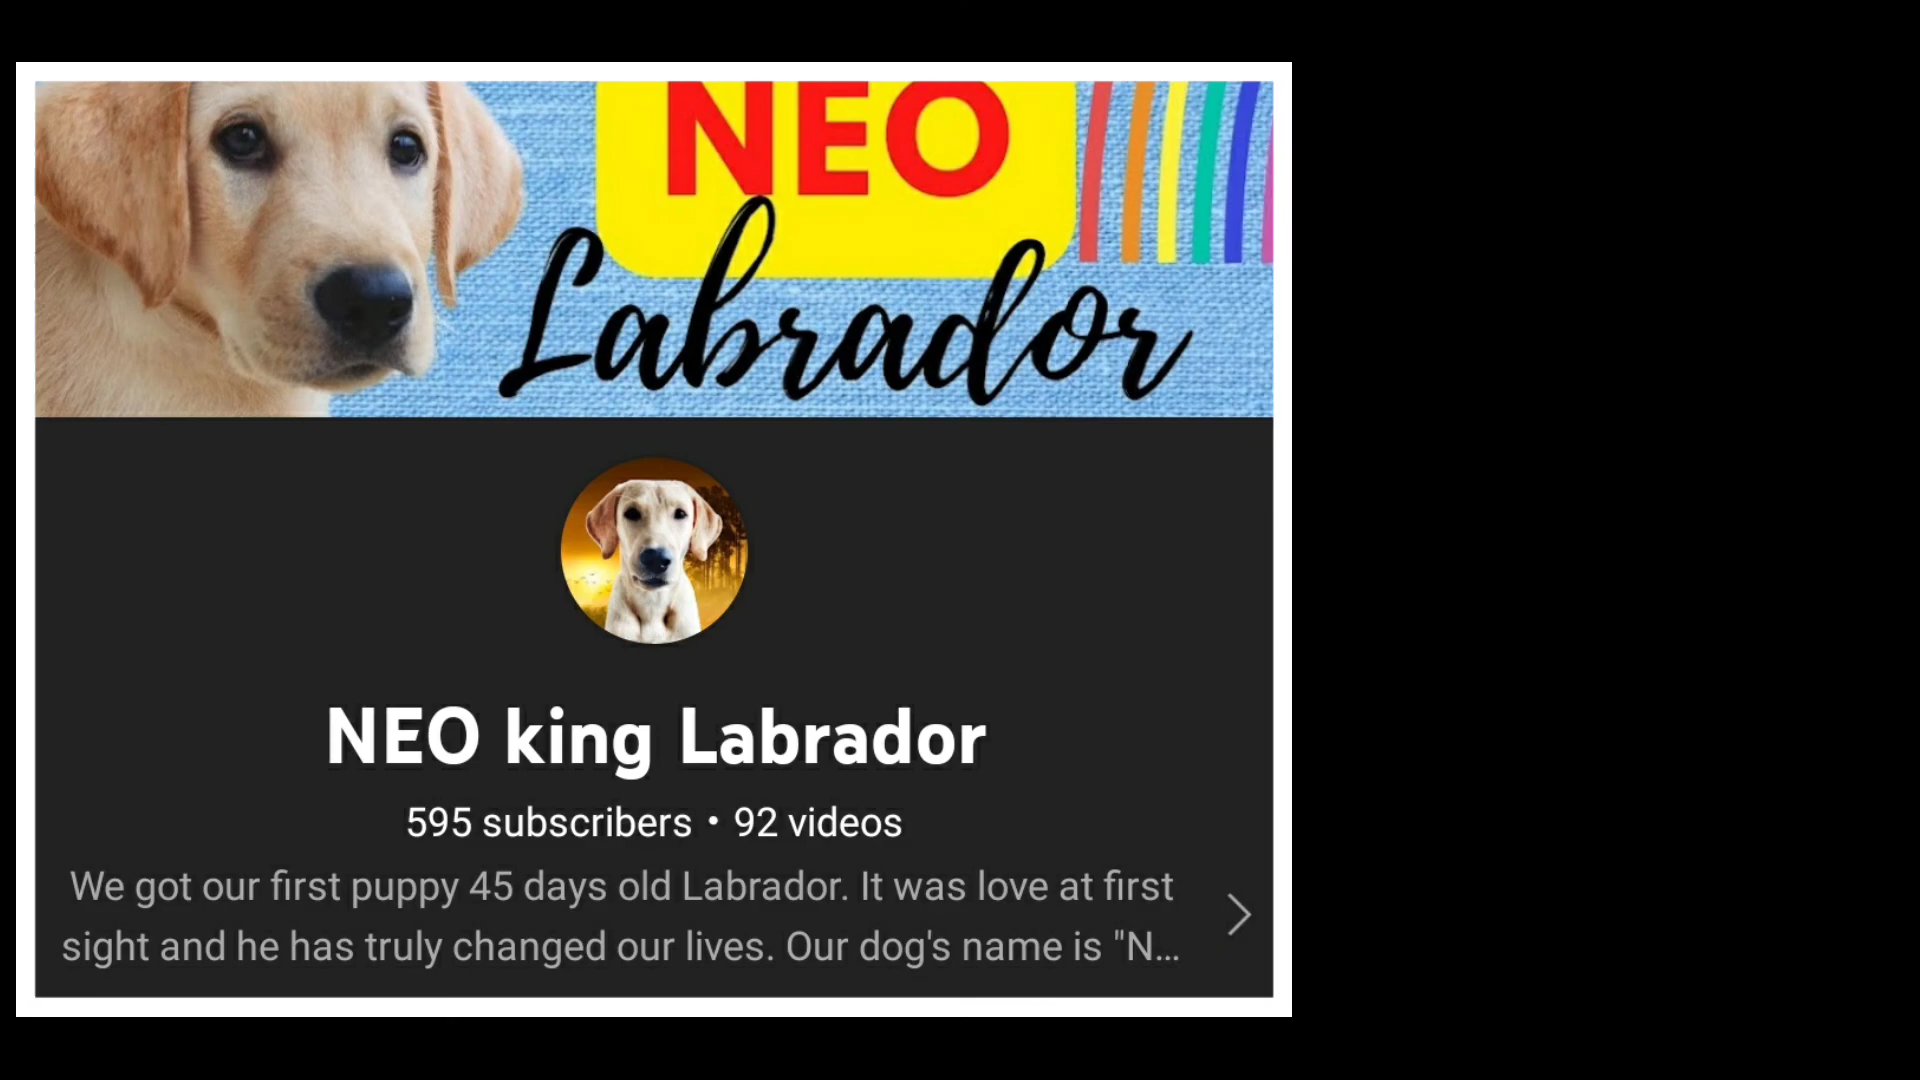 NEO
Labrador
NEO king Labrador
595 subscribers • 92 videos
We got our first puppy 45 days old Labrador. It was love at first
sight and he has truly changed our lives. Our dog's name is "N...